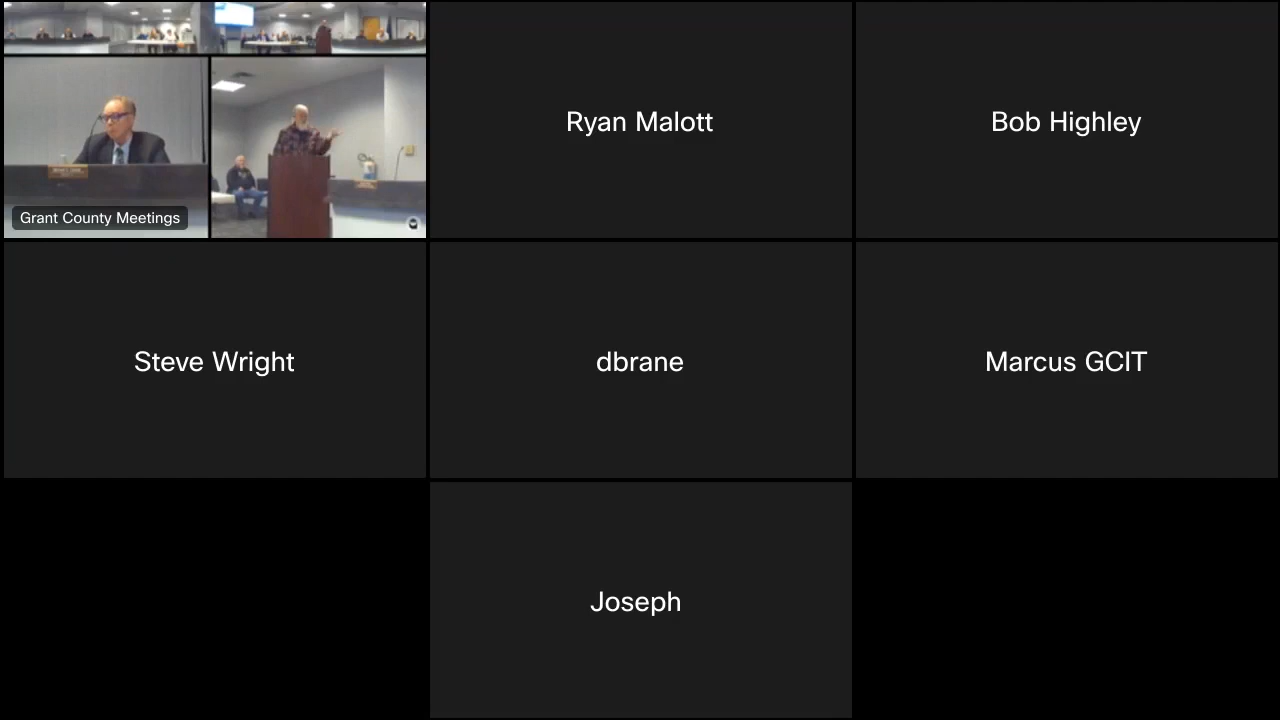 Ryan Malott
Bob Highley
Grant County Meetings
Steve Wright
dbrane
Marcus GCIT
Joseph